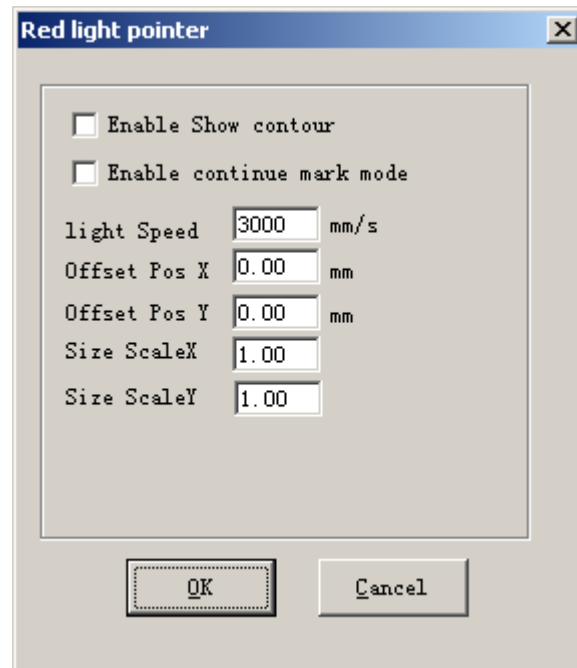 Red light pointer
Enable Show contour
Enable continue mark mode
light Speed 3000 mm/s
Offset Pos X 0.00 mm
Offset Pos Y 0.00 mm
Size ScaleX 1.00
Size ScaleY 1.00
OK Cancel